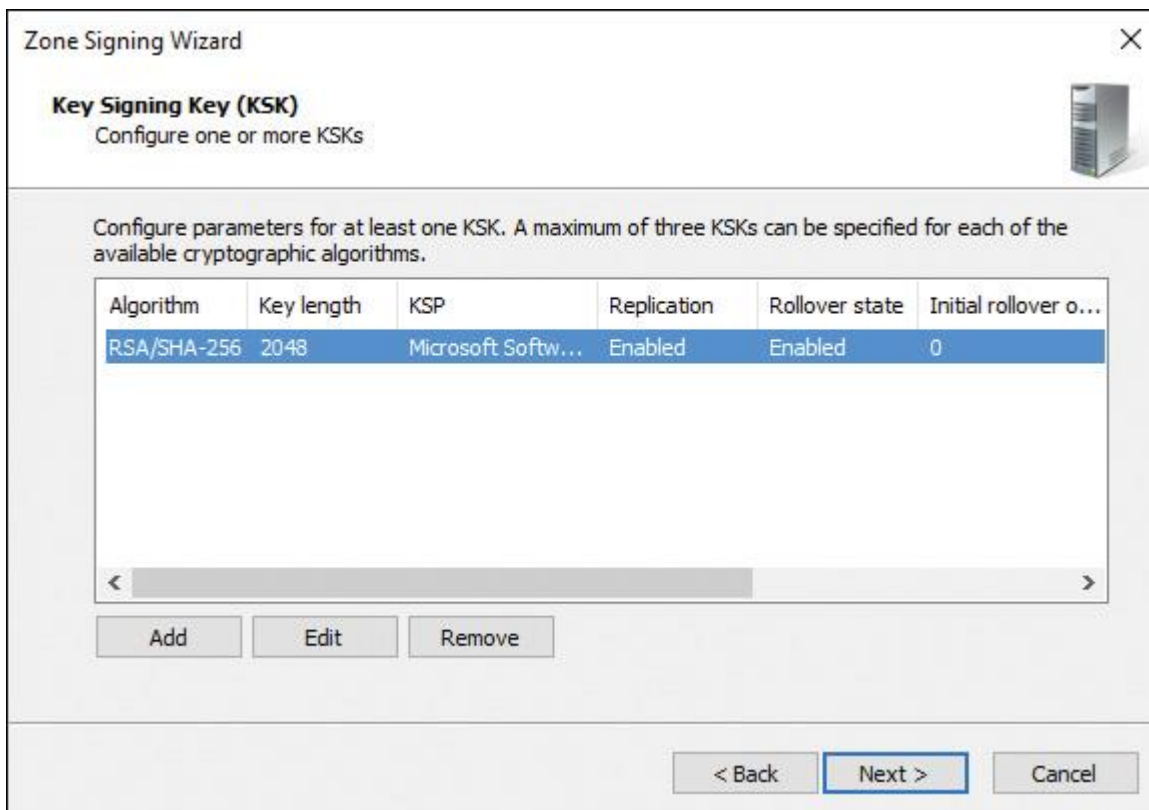 Zone Signing Wizard
Key Signing Key (KSK)
Configure one or more KSKs
Configure parameters for at least one KSK. A maximum of three KSKs can be specified for each of the
available cryptographic algorithms.
Algorithm Key length KSP Replication Rollover state Initial rollover o...
RSA/SHA-256 2048 Microsoft Softw... Enabled Enabled 0
Add Edit Remove
< Back Next > Cancel